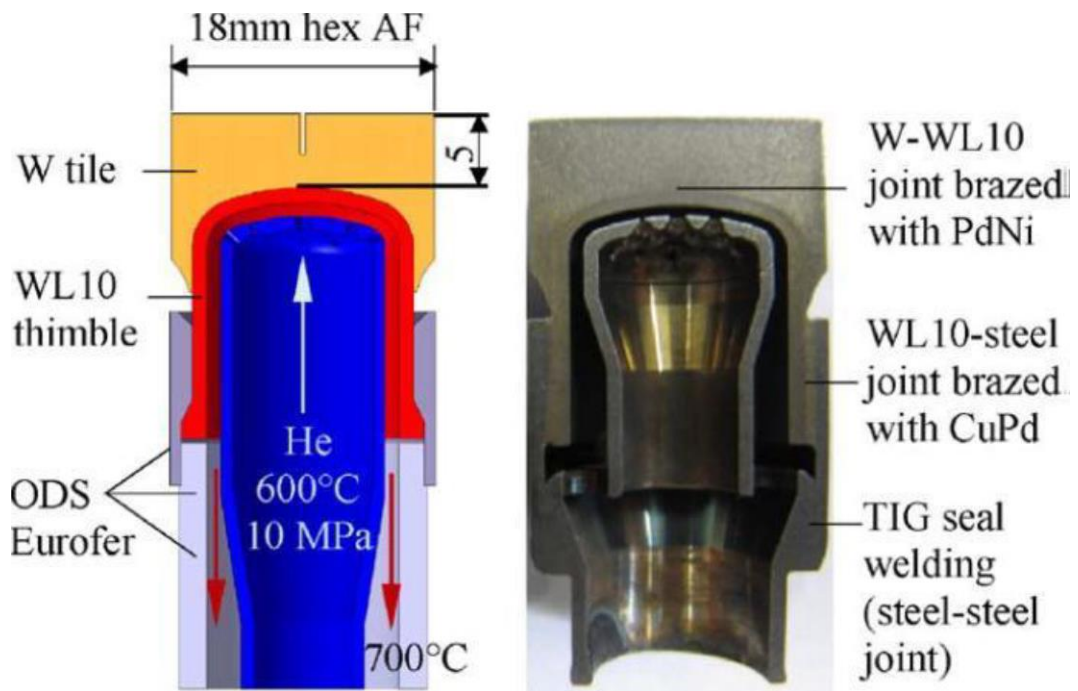 18mm hex AF
5
W tile
WL10
thimble
He
600°C
10 MPa
ODS
Eurofer
700°C
W-WL10
joint brazed
with PdNi
WL10-steel
joint brazed
with CuPd
TIG seal
welding
(steel-steel
joint)